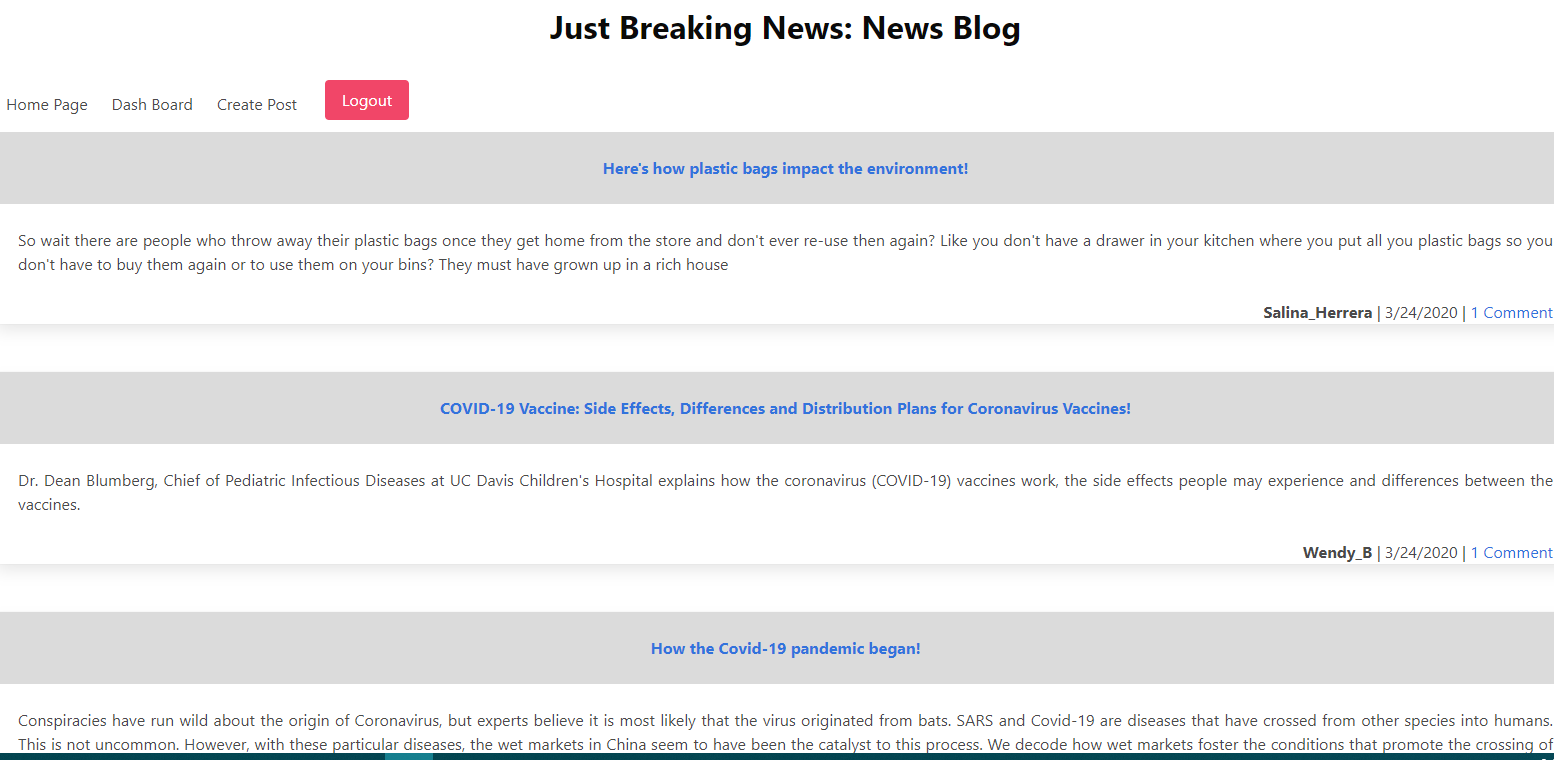 Just Breaking News: News Blog
Home Page Dash Board Create Post Logout
Here's how plastic bags impact the environment!
So wait there are people who throw away their plastic bags once they get home from the store and don't ever re-use then again? Like you don't have a drawer in your kitchen where you put all you plastic bags so you
don't have to buy them again or to use them on your bins? They must have grown up in a rich house
Salina_Herrera | 3/24/2020 | 1 Comment
COVID-19 Vaccine: Side Effects, Differences and Distribution Plans for Coronavirus Vaccines!
Dr. Dean Blumberg, Chief of Pediatric Infectious Diseases at UC Davis Children's Hospital explains how the coronavirus (COVID-19) vaccines work, the side effects people may experience and differences between the
vaccines.
Wendy_B | 3/24/2020 | 1 Comment
How the Covid-19 pandemic began!
Conspiracies have run wild about the origin of Coronavirus, but experts believe it is most likely that the virus originated from bats. SARS and Covid-19 are diseases that have crossed from other species into humans.
This is not uncommon. However, with these particular diseases, the wet markets in China seem to have been the catalyst to this process. We decode how wet markets foster the conditions that promote the crossing of